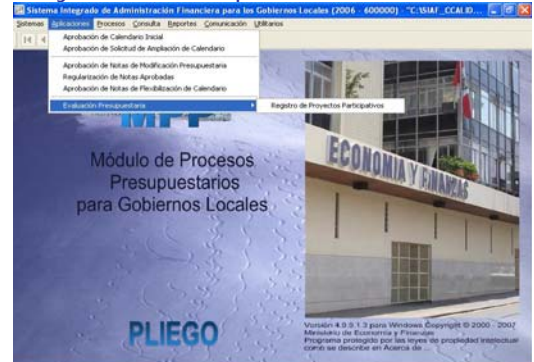 Sistema Integrado de Administración Financiera para los Gobiernos Locales (2006 - 600000) - "C:\SIAF_CCALID...
Sistemas Aplicaciones Procesos Consulta Reportes Comunicación Utilitarios
Aprobación de Calendario Inicial
Aprobación de Solicitud de Ampliación de Calendario
Aprobación de Notas de Modificación Presupuestaria
Regularización de Notas Aprobadas
Aprobación de Notas de Flexibilización de Calendario
Evaluación Presupuestaria
Registro de Proyectos Participativos
MPP
Módulo de Procesos
Presupuestarios
para Gobiernos Locales
ECONOMIA Y FINANZAS
PLIEGO
Versión 4.9.9.1.3 para Windows Copyright © 2000 - 2007
Ministerio de Economía y Finanzas
Programa protegido por las leyes de propiedad intelectual
como se describe en Acerca de ...